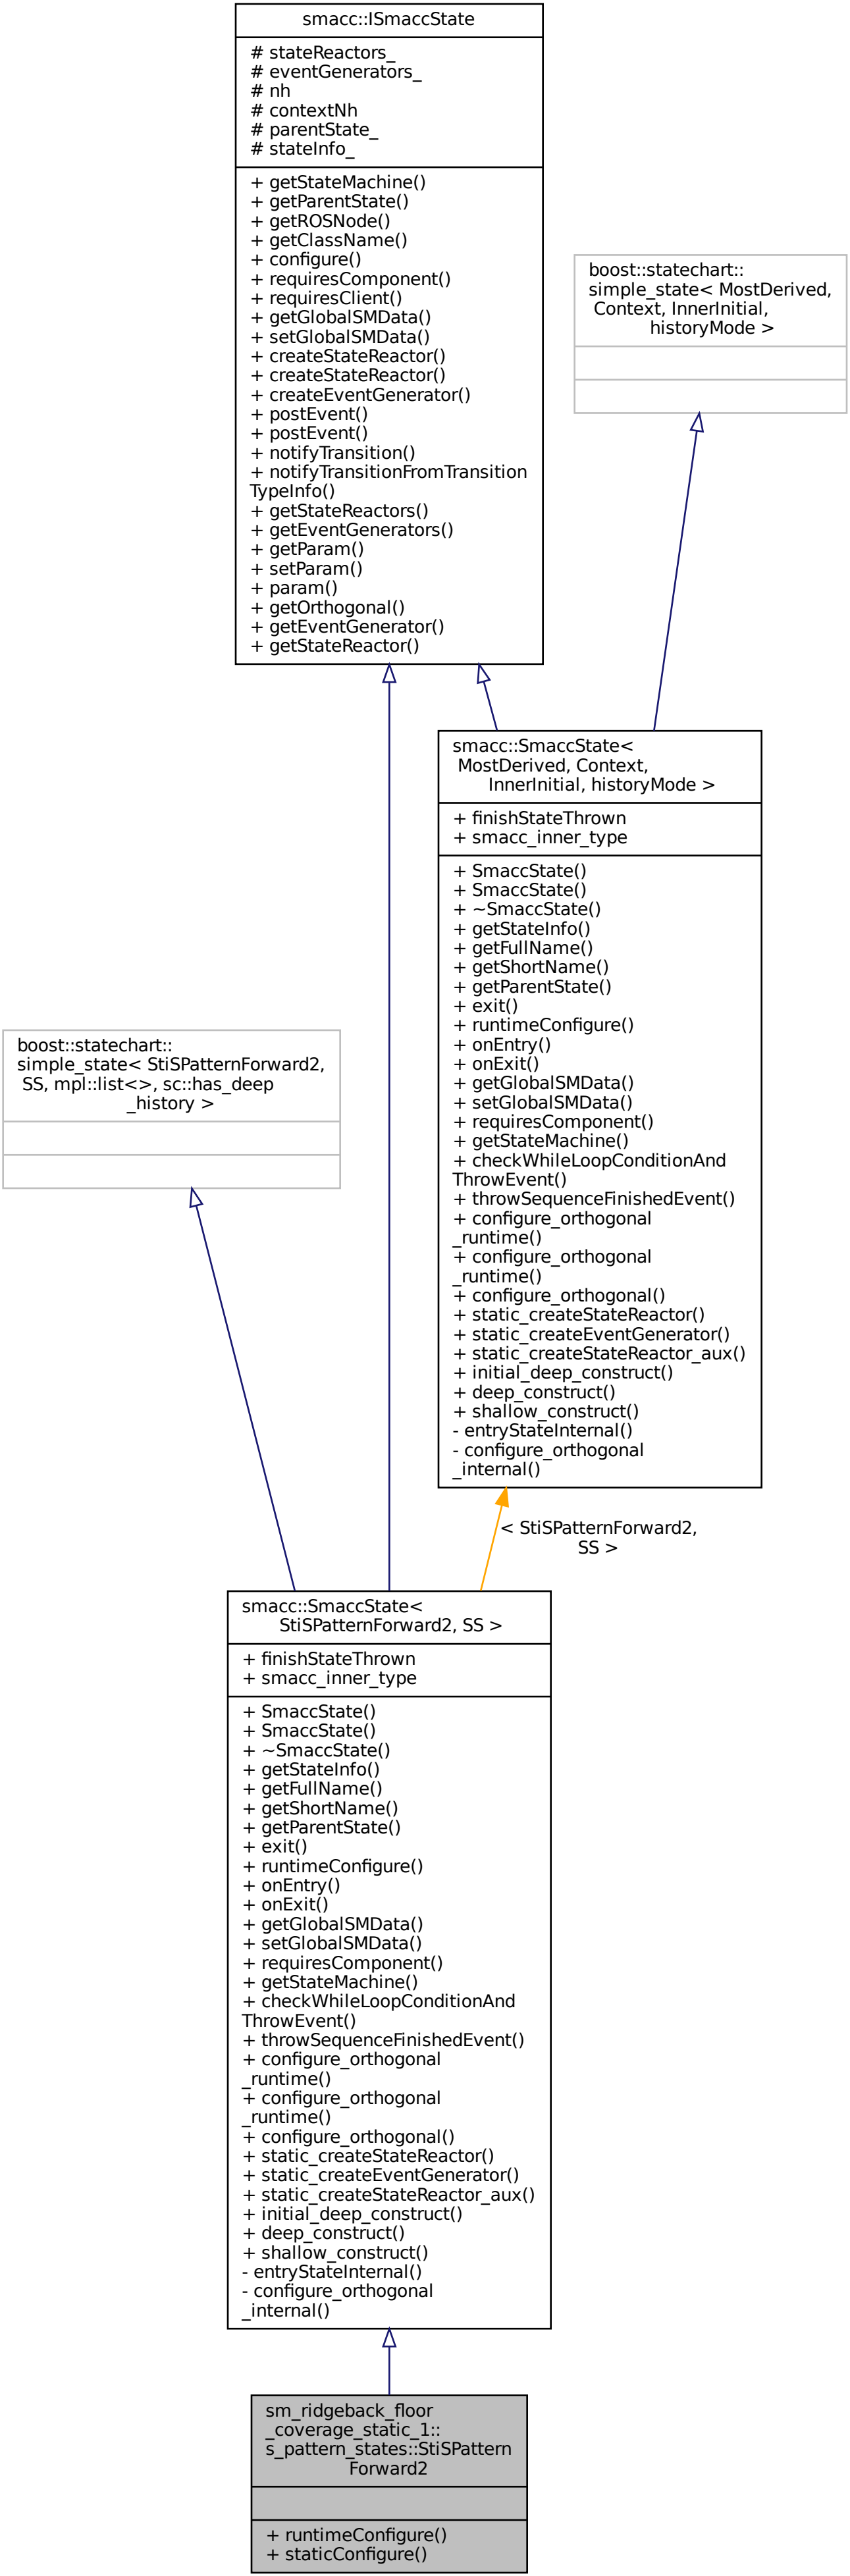 smacc::ISmaccState
# stateReactors_
# eventGenerators_
# nh
# contextNh
# parentState_
# stateInfo_
+ getStateMachine()
+ getParentState()
+ getROSNode()
+ getClassName()
+ configure()
+ requiresComponent()
+ requiresClient()
+ getGlobalSMData()
+ setGlobalSMData()
+ createStateReactor()
+ createStateReactor()
+ createEventGenerator()
+ postEvent()
+ postEvent()
+ notifyTransition()
+ notifyTransitionFromTransition
TypeInfo()
+ getStateReactors()
+ getEventGenerators()
+ getParam()
+ setParam()
+ param()
+ getOrthogonal()
+ getEventGenerator()
+ getStateReactor()
boost::statechart::
simple_state< MostDerived,
Context, InnerInitial,
historyMode >
smacc::SmaccState<
MostDerived, Context,
InnerInitial, historyMode >
+ finishStateThrown
+ smacc_inner_type
+ SmaccState()
+ SmaccState()
+ ~SmaccState()
+ getStateInfo()
+ getFullName()
+ getShortName()
+ getParentState()
+ exit()
+ runtimeConfigure()
+ onEntry()
+ onExit()
+ getGlobalSMData()
+ setGlobalSMData()
+ requiresComponent()
+ getStateMachine()
+ checkWhileLoopConditionAnd
ThrowEvent()
+ throwSequenceFinishedEvent()
+ configure_orthogonal
_runtime()
+ configure_orthogonal
_runtime()
+ configure_orthogonal()
+ static_createStateReactor()
+ static_createEventGenerator()
+ static_createStateReactor_aux()
+ initial_deep_construct()
+ deep_construct()
+ shallow_construct()
- entryStateInternal()
- configure_orthogonal
_internal()
boost::statechart::
simple_state< StiSPatternForward2,
SS, mpl::list<>, sc::has_deep
_history >
< StiSPatternForward2,
SS >
smacc::SmaccState<
StiSPatternForward2, SS >
+ finishStateThrown
+ smacc_inner_type
+ SmaccState()
+ SmaccState()
+ ~SmaccState()
+ getStateInfo()
+ getFullName()
+ getShortName()
+ getParentState()
+ exit()
+ runtimeConfigure()
+ onEntry()
+ onExit()
+ getGlobalSMData()
+ setGlobalSMData()
+ requiresComponent()
+ getStateMachine()
+ checkWhileLoopConditionAnd
ThrowEvent()
+ throwSequenceFinishedEvent()
+ configure_orthogonal
_runtime()
+ configure_orthogonal
_runtime()
+ configure_orthogonal()
+ static_createStateReactor()
+ static_createEventGenerator()
+ static_createStateReactor_aux()
+ initial_deep_construct()
+ deep_construct()
+ shallow_construct()
- entryStateInternal()
- configure_orthogonal
_internal()
sm_ridgeback_floor
_coverage_static_1::
s_pattern_states::StiSPattern
Forward2
+ runtimeConfigure()
+ staticConfigure()